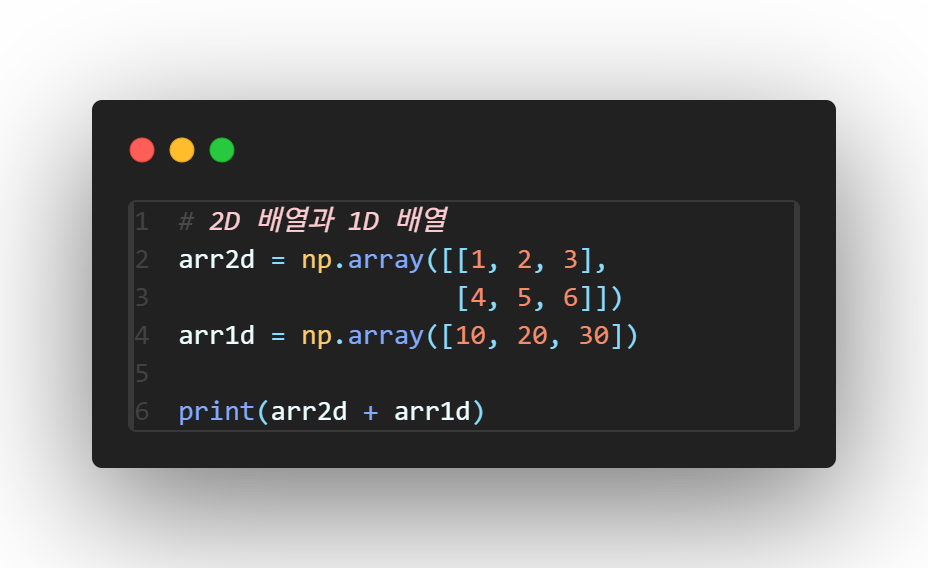 1 # 2D 배열과 1D 배열
2 arr2d = np.array([[1, 2, 3],
3                   [4, 5, 6]])
4 arr1d = np.array([10, 20, 30])
5
6 print(arr2d + arr1d)